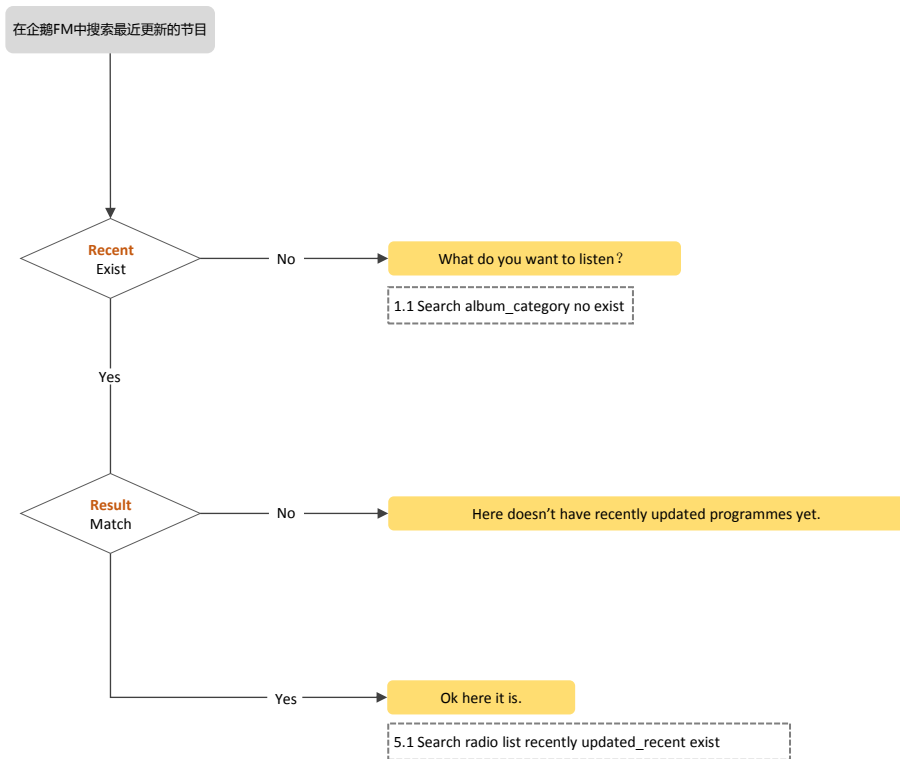 在企鹅FM中搜索最近更新的节目
Recent
Exist
No
What do you want to listen？
1.1 Search album_category no exist
Yes
Result
Match
No
Here doesn’t have recently updated programmes yet.
Yes
Ok here it is.
5.1 Search radio list recently updated_recent exist